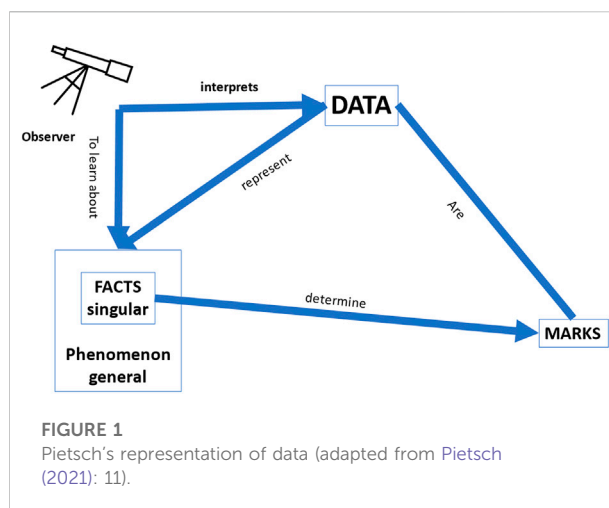 interprets
DATA
Observer
To learn
about
represent
Are
FACTS
singular
determine
MARKS
Phenomenon
general
FIGURE 1
Pietsch's representation of data (adapted from Pietsch
(2021): 11).